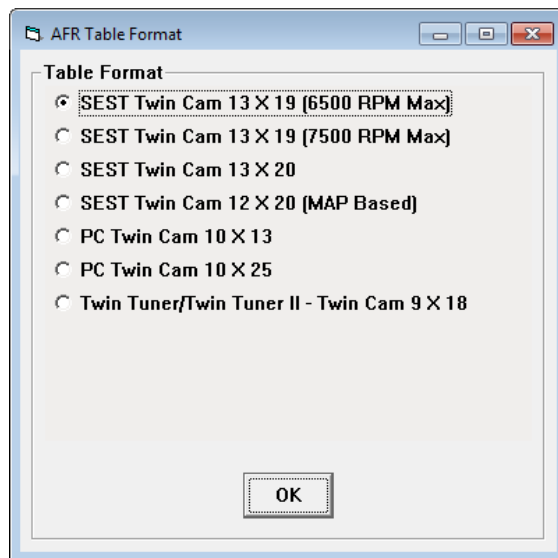 AFR Table Format
Table Format
SEST Twin Cam 13 X 19 (6500 RPM Max)
SEST Twin Cam 13 X 19 (7500 RPM Max)
SEST Twin Cam 13 X 20
SEST Twin Cam 12 X 20 (MAP Based)
PC Twin Cam 10 X 13
PC Twin Cam 10 X 25
Twin Tuner/Twin Tuner II - Twin Cam 9 X 18
OK